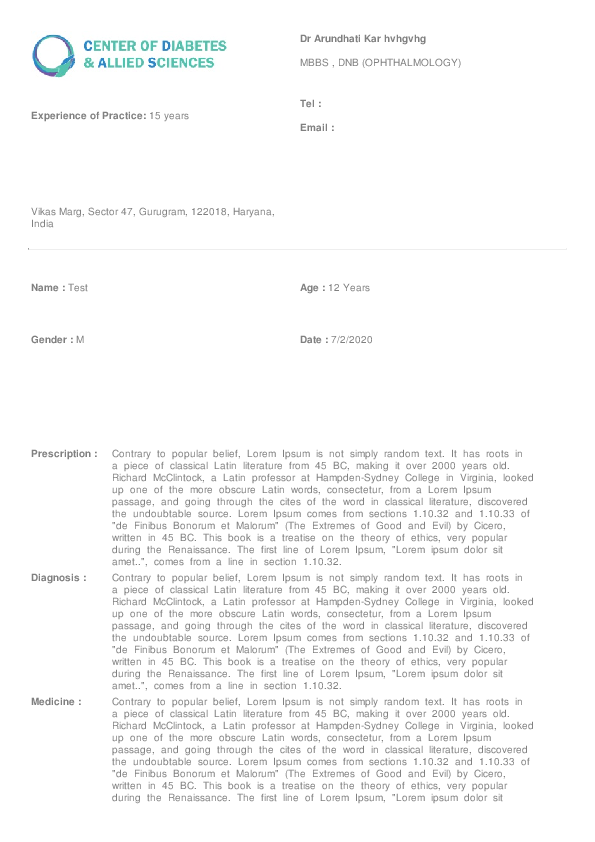 CENTER OF DIABETES
& ALLIED SCIENCES
Dr Arundhati Kar hvhgvhg
MBBS , DNB (OPHTHALMOLOGY)
Tel :
Experience of Practice: 15 years
Email :
Vikas Marg, Sector 47, Gurugram, 122018, Haryana,
India
Name : Test
Age : 12 Years
Gender : M
Date : 7/2/2020
Prescription : Contrary to popular belief, Lorem Ipsum is not simply random text. It has roots in
a piece of classical Latin literature from 45 BC, making it over 2000 years old.
Richard McClintock, a Latin professor at Hampden-Sydney College in Virginia, looked
up one of the more obscure Latin words, consectetur, from a Lorem Ipsum
passage, and going through the cites of the word in classical literature, discovered
the undoubtable source. Lorem Ipsum comes from sections 1.10.32 and 1.10.33 of
"de Finibus Bonorum et Malorum" (The Extremes of Good and Evil) by Cicero,
written in 45 BC. This book is a treatise on the theory of ethics, very popular
during the Renaissance. The first line of Lorem Ipsum, "Lorem ipsum dolor sit
amet..", comes from a line in section 1.10.32.
Diagnosis : Contrary to popular belief, Lorem Ipsum is not simply random text. It has roots in
a piece of classical Latin literature from 45 BC, making it over 2000 years old.
Richard McClintock, a Latin professor at Hampden-Sydney College in Virginia, looked
up one of the more obscure Latin words, consectetur, from a Lorem Ipsum
passage, and going through the cites of the word in classical literature, discovered
the undoubtable source. Lorem Ipsum comes from sections 1.10.32 and 1.10.33 of
"de Finibus Bonorum et Malorum" (The Extremes of Good and Evil) by Cicero,
written in 45 BC. This book is a treatise on the theory of ethics, very popular
during the Renaissance. The first line of Lorem Ipsum, "Lorem ipsum dolor sit
amet..", comes from a line in section 1.10.32.
Medicine : Contrary to popular belief, Lorem Ipsum is not simply random text. It has roots in
a piece of classical Latin literature from 45 BC, making it over 2000 years old.
Richard McClintock, a Latin professor at Hampden-Sydney College in Virginia, looked
up one of the more obscure Latin words, consectetur, from a Lorem Ipsum
passage, and going through the cites of the word in classical literature, discovered
the undoubtable source. Lorem Ipsum comes from sections 1.10.32 and 1.10.33 of
"de Finibus Bonorum et Malorum" (The Extremes of Good and Evil) by Cicero,
written in 45 BC. This book is a treatise on the theory of ethics, very popular
during the Renaissance. The first line of Lorem Ipsum, "Lorem ipsum dolor sit